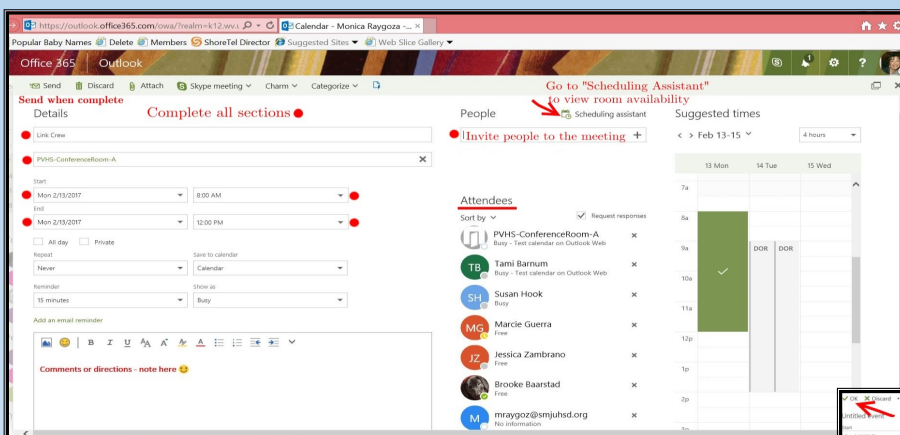 https://outlook.office365.com/owa/?realm=k12.wv.
Calendar - Monica Raygoza -...
Popular Baby Names Delete Members ShoreTel Director Suggested Sites Web Slice Gallery
Office 365 Outlook
1
?
Send Discard Attach Skype meeting Charm Categorize
Send when complete
Go to "Scheduling Assistant"
to view room availability
Details
Complete all sections
People
Scheduling assistant
Suggested times
Link Crew
Invite people to the meeting +
< > Feb 13-15
4 hours
PVHS-ConferenceRoom-A
13 Mon 14 Tue 15 Wed
Start
Mon 2/13/2017 8:00 AM
End
Mon 2/13/2017 12:00 PM
All day Private
Repeat Save to calendar
Never Calendar
Reminder Show as
15 minutes Busy
Add an email reminder
B I U
Comments or directions - note here
Attendees
Sort by
Request responses
PVHS-ConferenceRoom-A
Busy - Test calendar on Outlook Web
TB
Tami Barnum
Busy - Test calendar on Outlook Web
SH
Susan Hook
Busy
MG
Marcie Guerra
Free
JZ
Jessica Zambrano
Free
Brooke Baarstad
Free
M
mraygoz@smjuhsd.org
No information
7a
8a
9a
DOR DOR
10a
11a
12p
1p
2p
OK Discard
Untitled event
Start